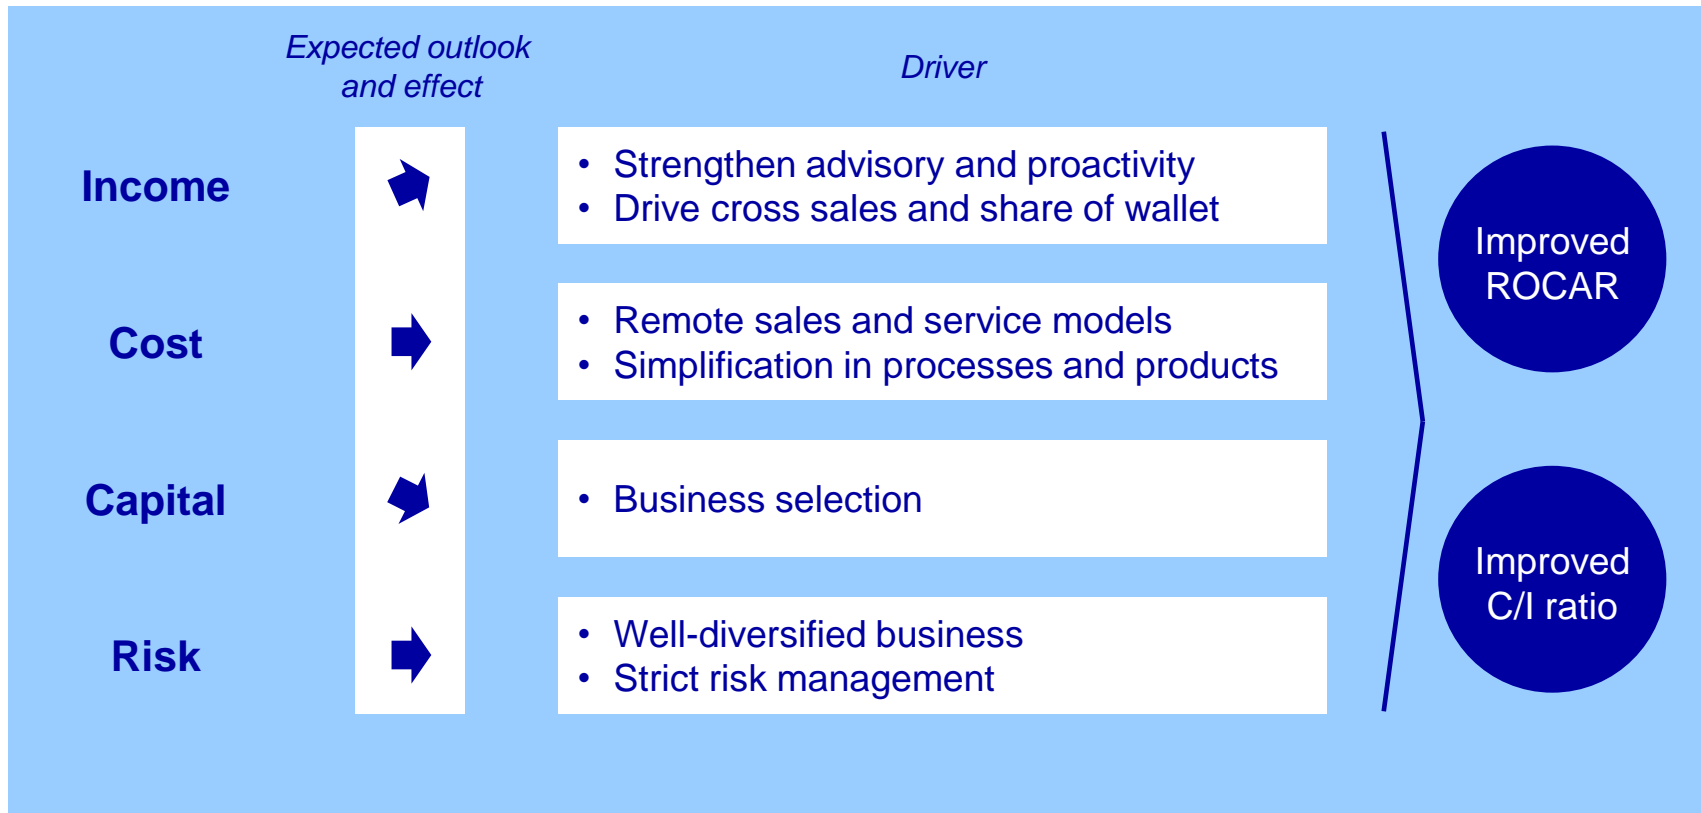 Expected outlook
and effect
Driver
Income
• Strengthen advisory and proactivity
• Drive cross sales and share of wallet
Cost
• Remote sales and service models
• Simplification in processes and products
Capital
• Business selection
Risk
• Well-diversified business
• Strict risk management
Improved
ROCAR
Improved
C/I ratio